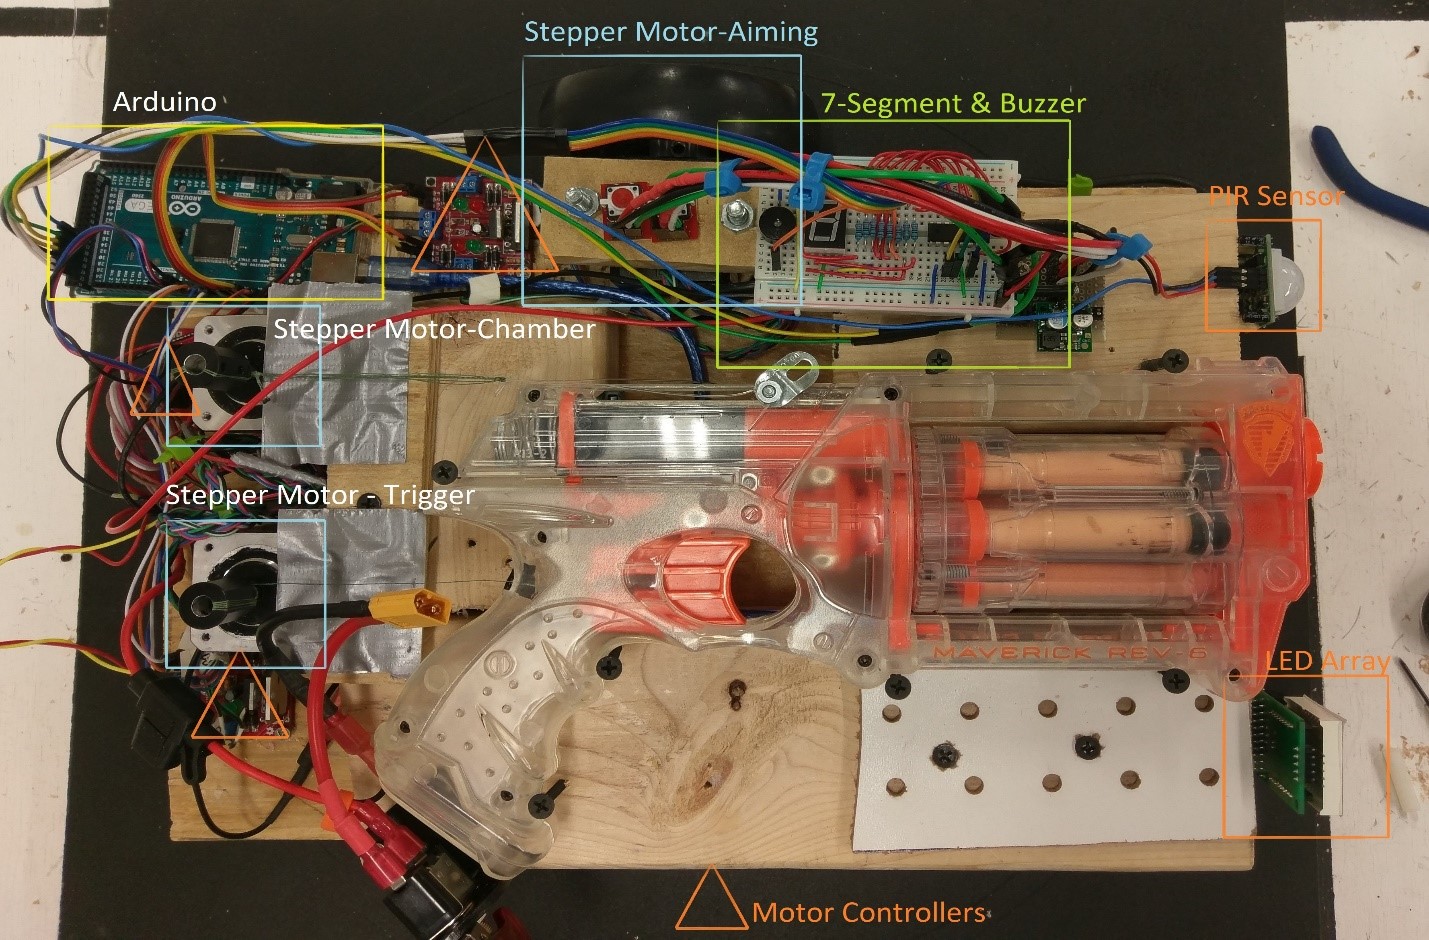 Stepper Motor-Aiming
Arduino
7-Segment & Buzzer
PIR Sensor
Stepper Motor-Chamber
Stepper Motor - Trigger
MAVERICK REV-6
LED Array
Motor Controllers